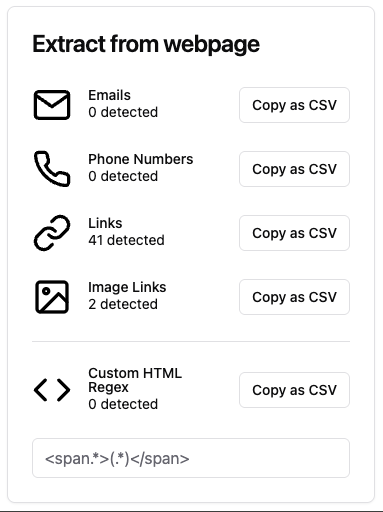 Extract from webpage
Emails
0 detected
Copy as CSV
Phone Numbers
0 detected
Copy as CSV
Links
41 detected
Copy as CSV
Image Links
2 detected
Copy as CSV
Custom HTML
Regex
0 detected
Copy as CSV
<span.*>(.*)</span>